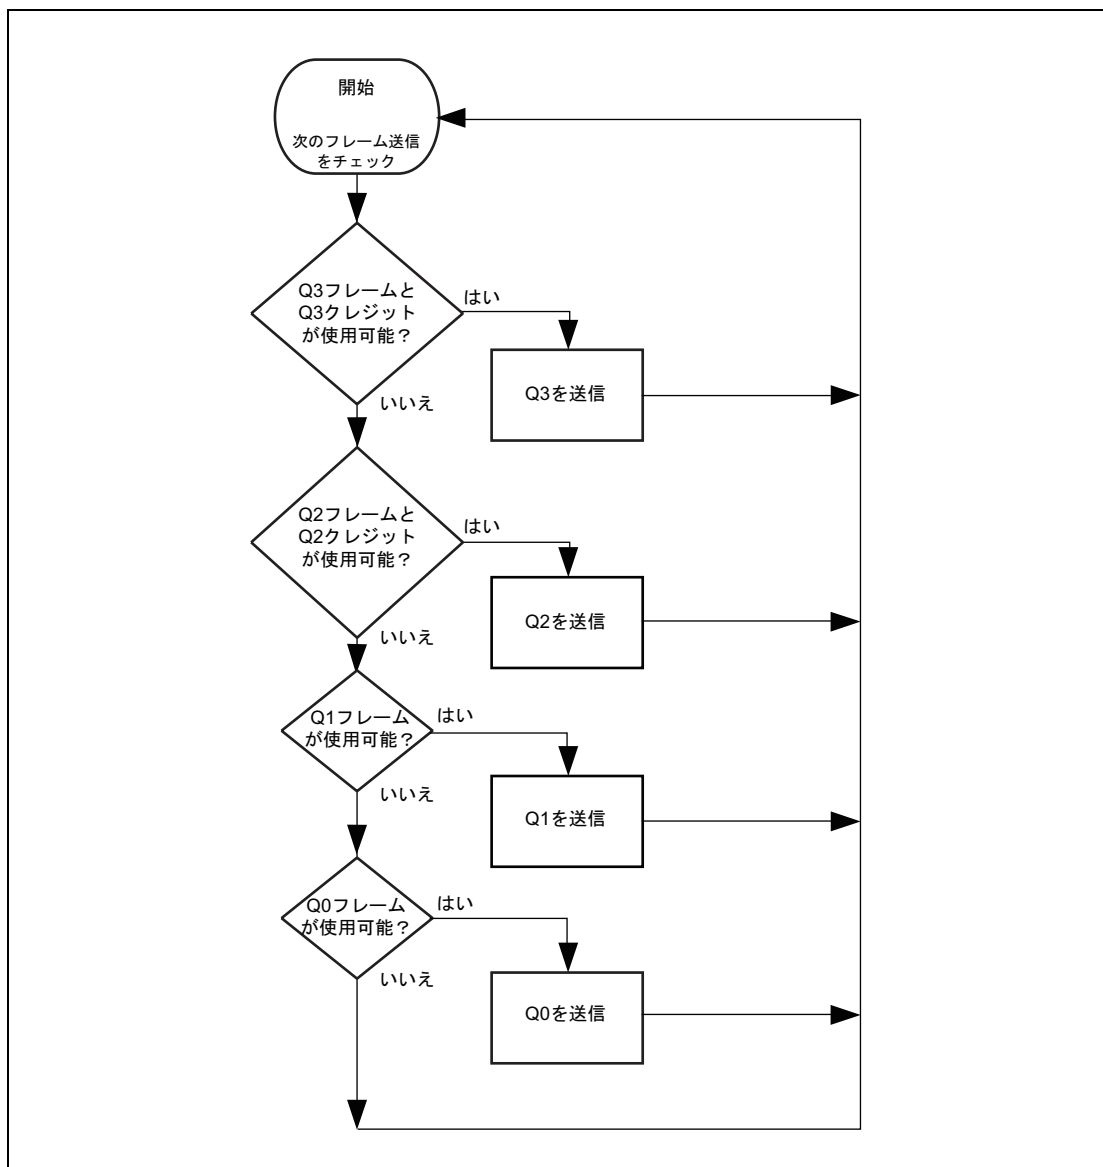 開始
次のフレーム送信
をチェック
Q3フレームと
Q3クレジット
が使用可能？
はい
Q3を送信
いいえ
Q2フレームと
Q2クレジット
が使用可能？
はい
Q2を送信
いいえ
Q1フレーム
が使用可能？
はい
Q1を送信
いいえ
Q0フレーム
が使用可能？
はい
Q0を送信
いいえ